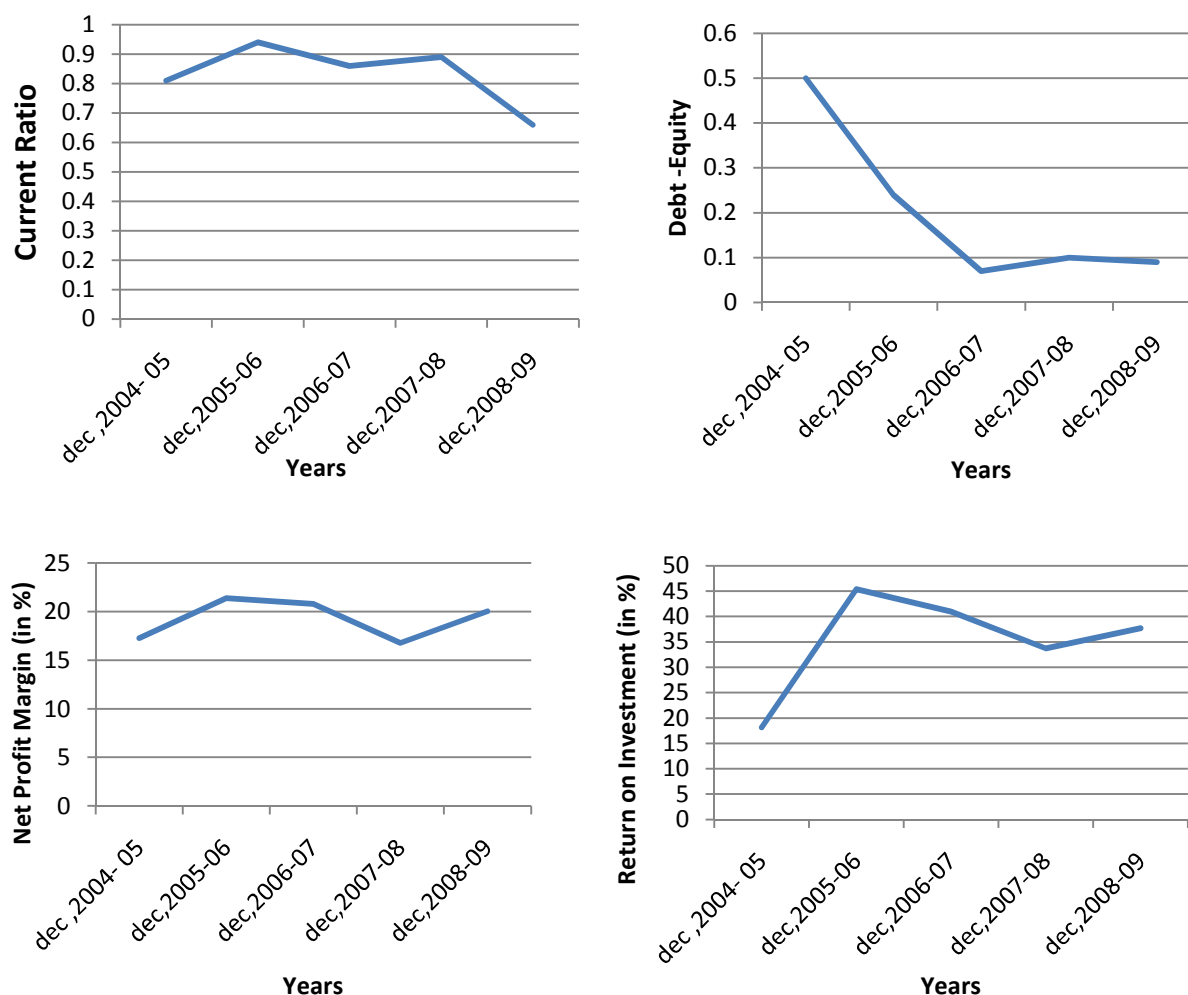 Current Ratio
1
0.9
0.8
0.7
0.6
0.5
0.4
0.3
0.2
0.1
0
dec ,2004- 05
dec,2005-06
dec,2006-07
dec,2007-08
dec,2008-09
Years
Debt -Equity
0.6
0.5
0.4
0.3
0.2
0.1
0
dec ,2004- 05
dec,2005-06
dec,2006-07
dec,2007-08
dec,2008-09
Years
Net Profit Margin (in %)
25
20
15
10
5
0
dec ,2004- 05
dec,2005-06
dec,2006-07
dec,2007-08
dec,2008-09
Years
Return on Investment (in %)
50
45
40
35
30
25
20
15
10
5
0
dec ,2004- 05
dec,2005-06
dec,2006-07
dec,2007-08
dec,2008-09
Years